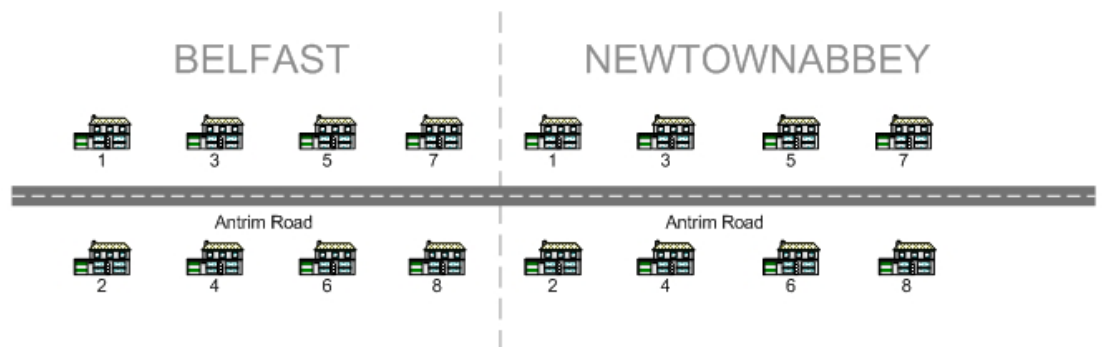 BELFAST NEWTOWNABBEY
1 3 5 7 1 3 5 7
Antrim Road Antrim Road
2 4 6 8 2 4 6 8